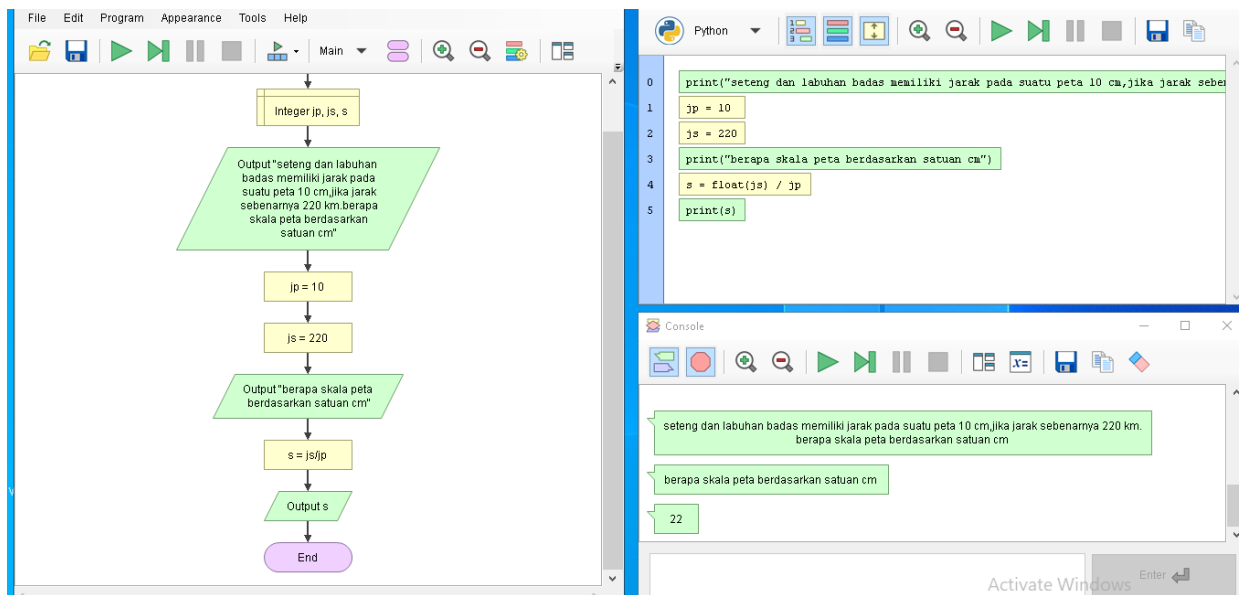 File Edit Program Appearance Tools Help
Main
Integer jp, js, s
Output "seteng dan labuhan
badas memiliki jarak pada
suatu peta 10 cm,jika jarak
sebenarnya 220 km.berapa
skala peta berdasarkan
satuan cm"
jp = 10
js = 220
Output "berapa skala peta
berdasarkan satuan cm"
s = js/jp
Output s
End
Python
0 print("seteng dan labuhan badas memiliki jarak pada suatu peta 10 cm,jika jarak seben
1 jp = 10
2 js = 220
3 print("berapa skala peta berdasarkan satuan cm")
4 s = float(js) / jp
5 print(s)
Console
seteng dan labuhan badas memiliki jarak pada suatu peta 10 cm,jika jarak sebenarnya 220 km.
berapa skala peta berdasarkan satuan cm
berapa skala peta berdasarkan satuan cm
22
Enter
Activate Windows